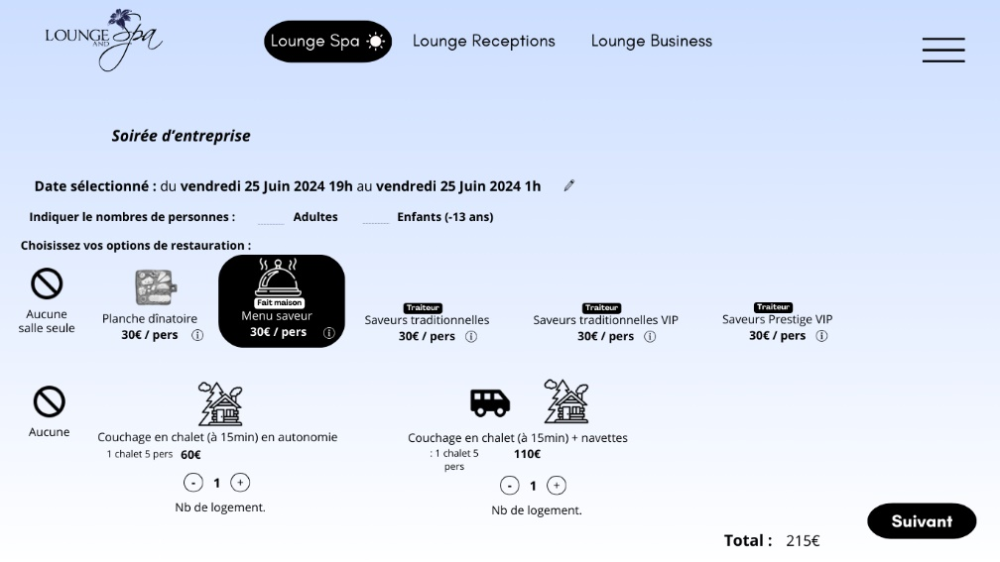 LOUNGE AND Spa
Lounge Spa
Lounge Receptions
Lounge Business
Soirée d'entreprise
Date sélectionné : du vendredi 25 Juin 2024 19h au vendredi 25 Juin 2024 1h
Indiquer le nombres de personnes :
Adultes
Enfants (-13 ans)
Choisissez vos options de restauration :
Aucune
salle seule
Planche dînatoire
30€ / pers
Fait maison
Menu saveur
30€ / pers
Traiteur
Saveurs traditionnelles
30€ / pers
Traiteur
Saveurs traditionnelles VIP
30€ / pers
Traiteur
Saveurs Prestige VIP
30€ / pers
Aucune
Couchage en chalet (à 15min) en autonomie
1 chalet 5 pers 60€
- 1 +
Nb de logement.
Couchage en chalet (à 15min) + navettes
: 1 chalet 5
pers
110€
- 1 +
Nb de logement.
Suivant
Total : 215€